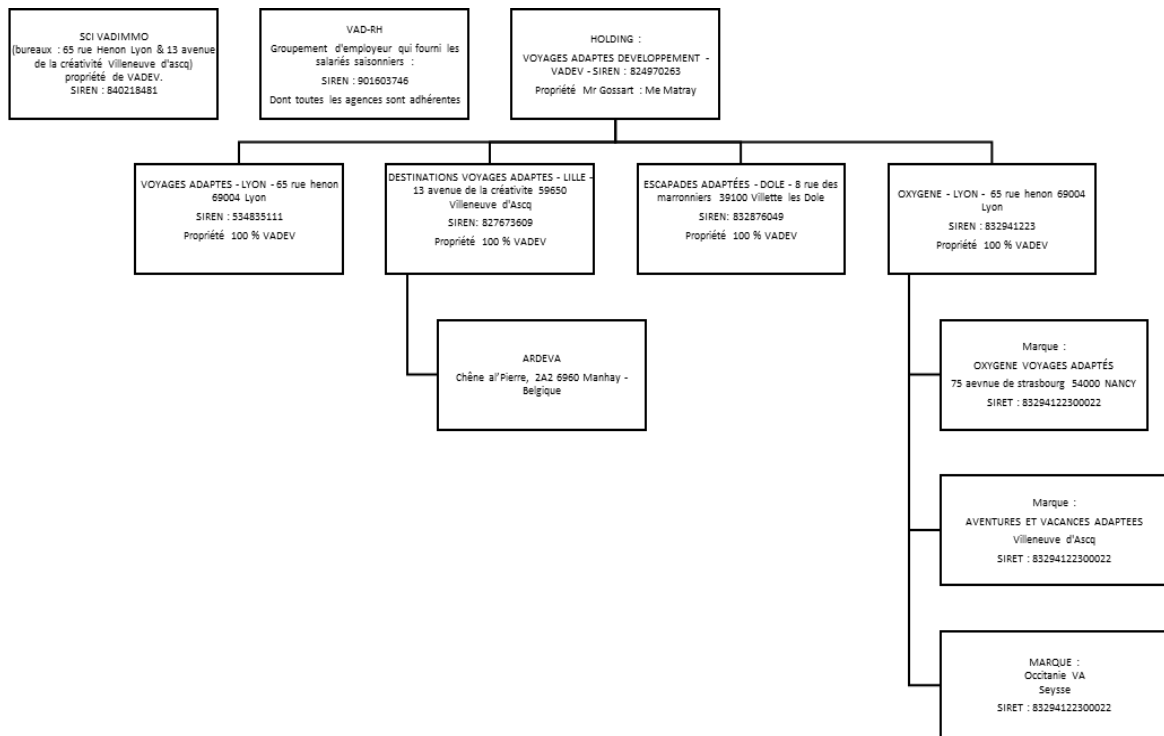 SCI VADIMMO
(bureaux : 65 rue Henon Lyon & 13 avenue
de la créativité Villeneuve d'ascq)
propriété de VADEV.
SIREN : 840218481
VAD-RH
Groupement d'employeur qui fourni les
salariés saisonniers :
SIREN : 901603746
Dont toutes les agences sont adhérentes
HOLDING :
VOYAGES ADAPTES DEVELOPPEMENT -
VADEV - SIREN : 824970263
Propriété Mr Gossart : Me Matray
VOYAGES ADAPTES - LYON - 65 rue henon
69004 Lyon
SIREN : 534835111
Propriété 100 % VADEV
DESTINATIONS VOYAGES ADAPTES - LILLE -
13 avenue de la créativite 59650
Villeneuve d'Ascq
SIREN: 827673609
Propriété 100 % VADEV
ESCAPADES ADAPTÉES - DOLE - 8 rue des
marronniers 39100 Villette les Dole
SIREN: 832876049
Propriété 100 % VADEV
OXYGENE - LYON - 65 rue henon 69004
Lyon
SIREN : 832941223
Propriété 100 % VADEV
ARDEVA
Chêne al'Pierre, 2A2 6960 Manhay -
Belgique
Marque :
OXYGENE VOYAGES ADAPTÉS
75 aevnue de strasbourg 54000 NANCY
SIRET : 83294122300022
Marque :
AVENTURES ET VACANCES ADAPTEES
Villeneuve d'Ascq
SIRET : 83294122300022
MARQUE :
Occitanie VA
Seysse
SIRET : 83294122300022